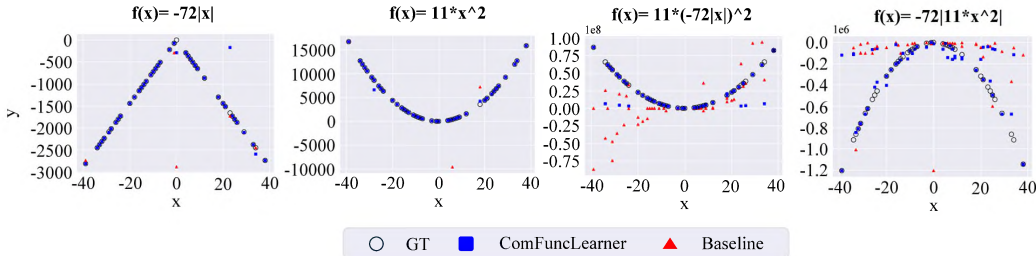 f(x)= -72|x|
f(x)= 11*x^2
f(x)= 11*(-72|x|)^2
f(x)= -72|11*x^2|
1e8
1e6
y
0
-500
-1000
-1500
-2000
-2500
-3000
-40 -20 0 20 40
x
15000
10000
5000
0
-5000
-10000
-40 -20 0 20 40
x
1.00
0.75
0.50
0.25
0.00
-0.25
-0.50
-0.75
-40 -20 0 20 40
x
0.0
-0.2
-0.4
-0.6
-0.8
-1.0
-1.2
-40 -20 0 20 40
x
GT ComFuncLearner Baseline